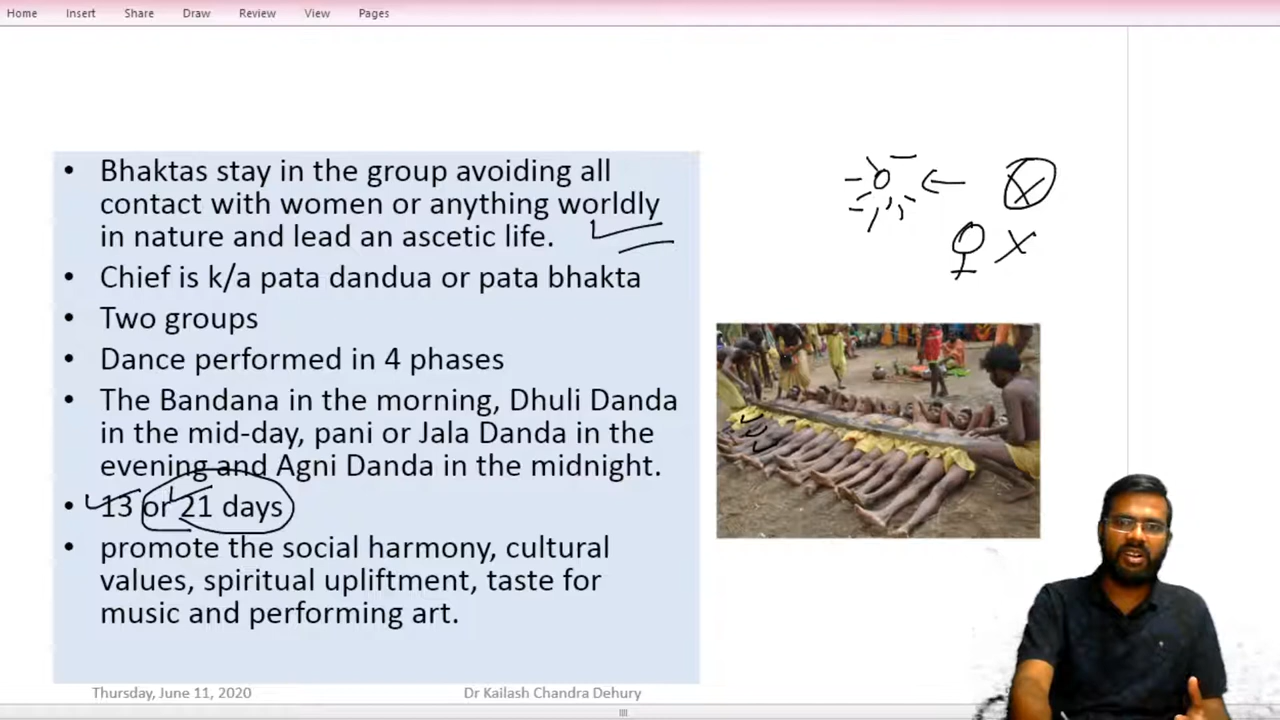 Home Insert Share Draw Review View Pages
• Bhaktas stay in the group avoiding all
contact with women or anything worldly
in nature and lead an ascetic life.
• Chief is k/a pata dandua or pata bhakta
• Two groups
• Dance performed in 4 phases
• The Bandana in the morning, Dhuli Danda
in the mid-day, pani or Jala Danda in the
evening and Agni Danda in the midnight.
• 13 or 21 days
• promote the social harmony, cultural
values, spiritual upliftment, taste for
music and performing art.
Thursday, June 11, 2020 Dr Kailash Chandra Dehury